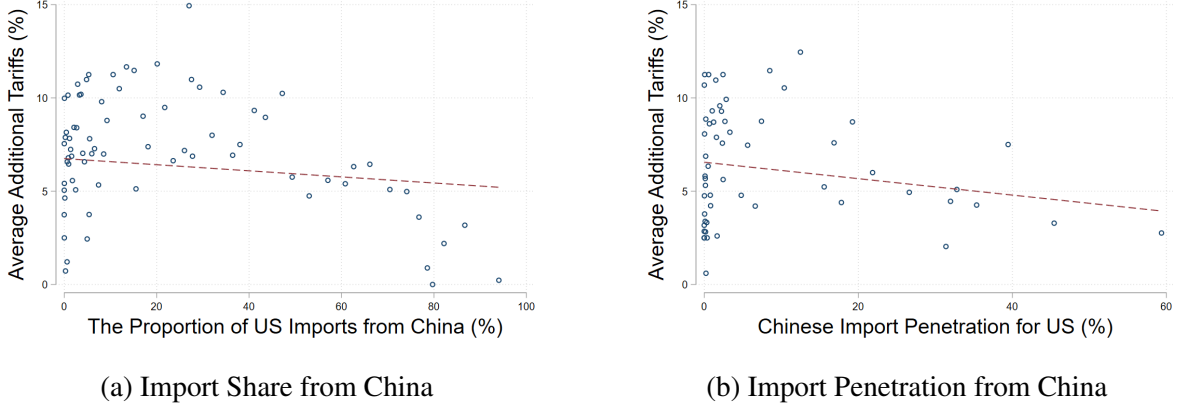 15
10
5
0
Average Additional Tariffs (%)
0 20 40 60 80 100
The Proportion of US Imports from China (%)
(a) Import Share from China
15
10
5
0
Average Additional Tariffs (%)
0 20 40 60
Chinese Import Penetration for US (%)
(b) Import Penetration from China